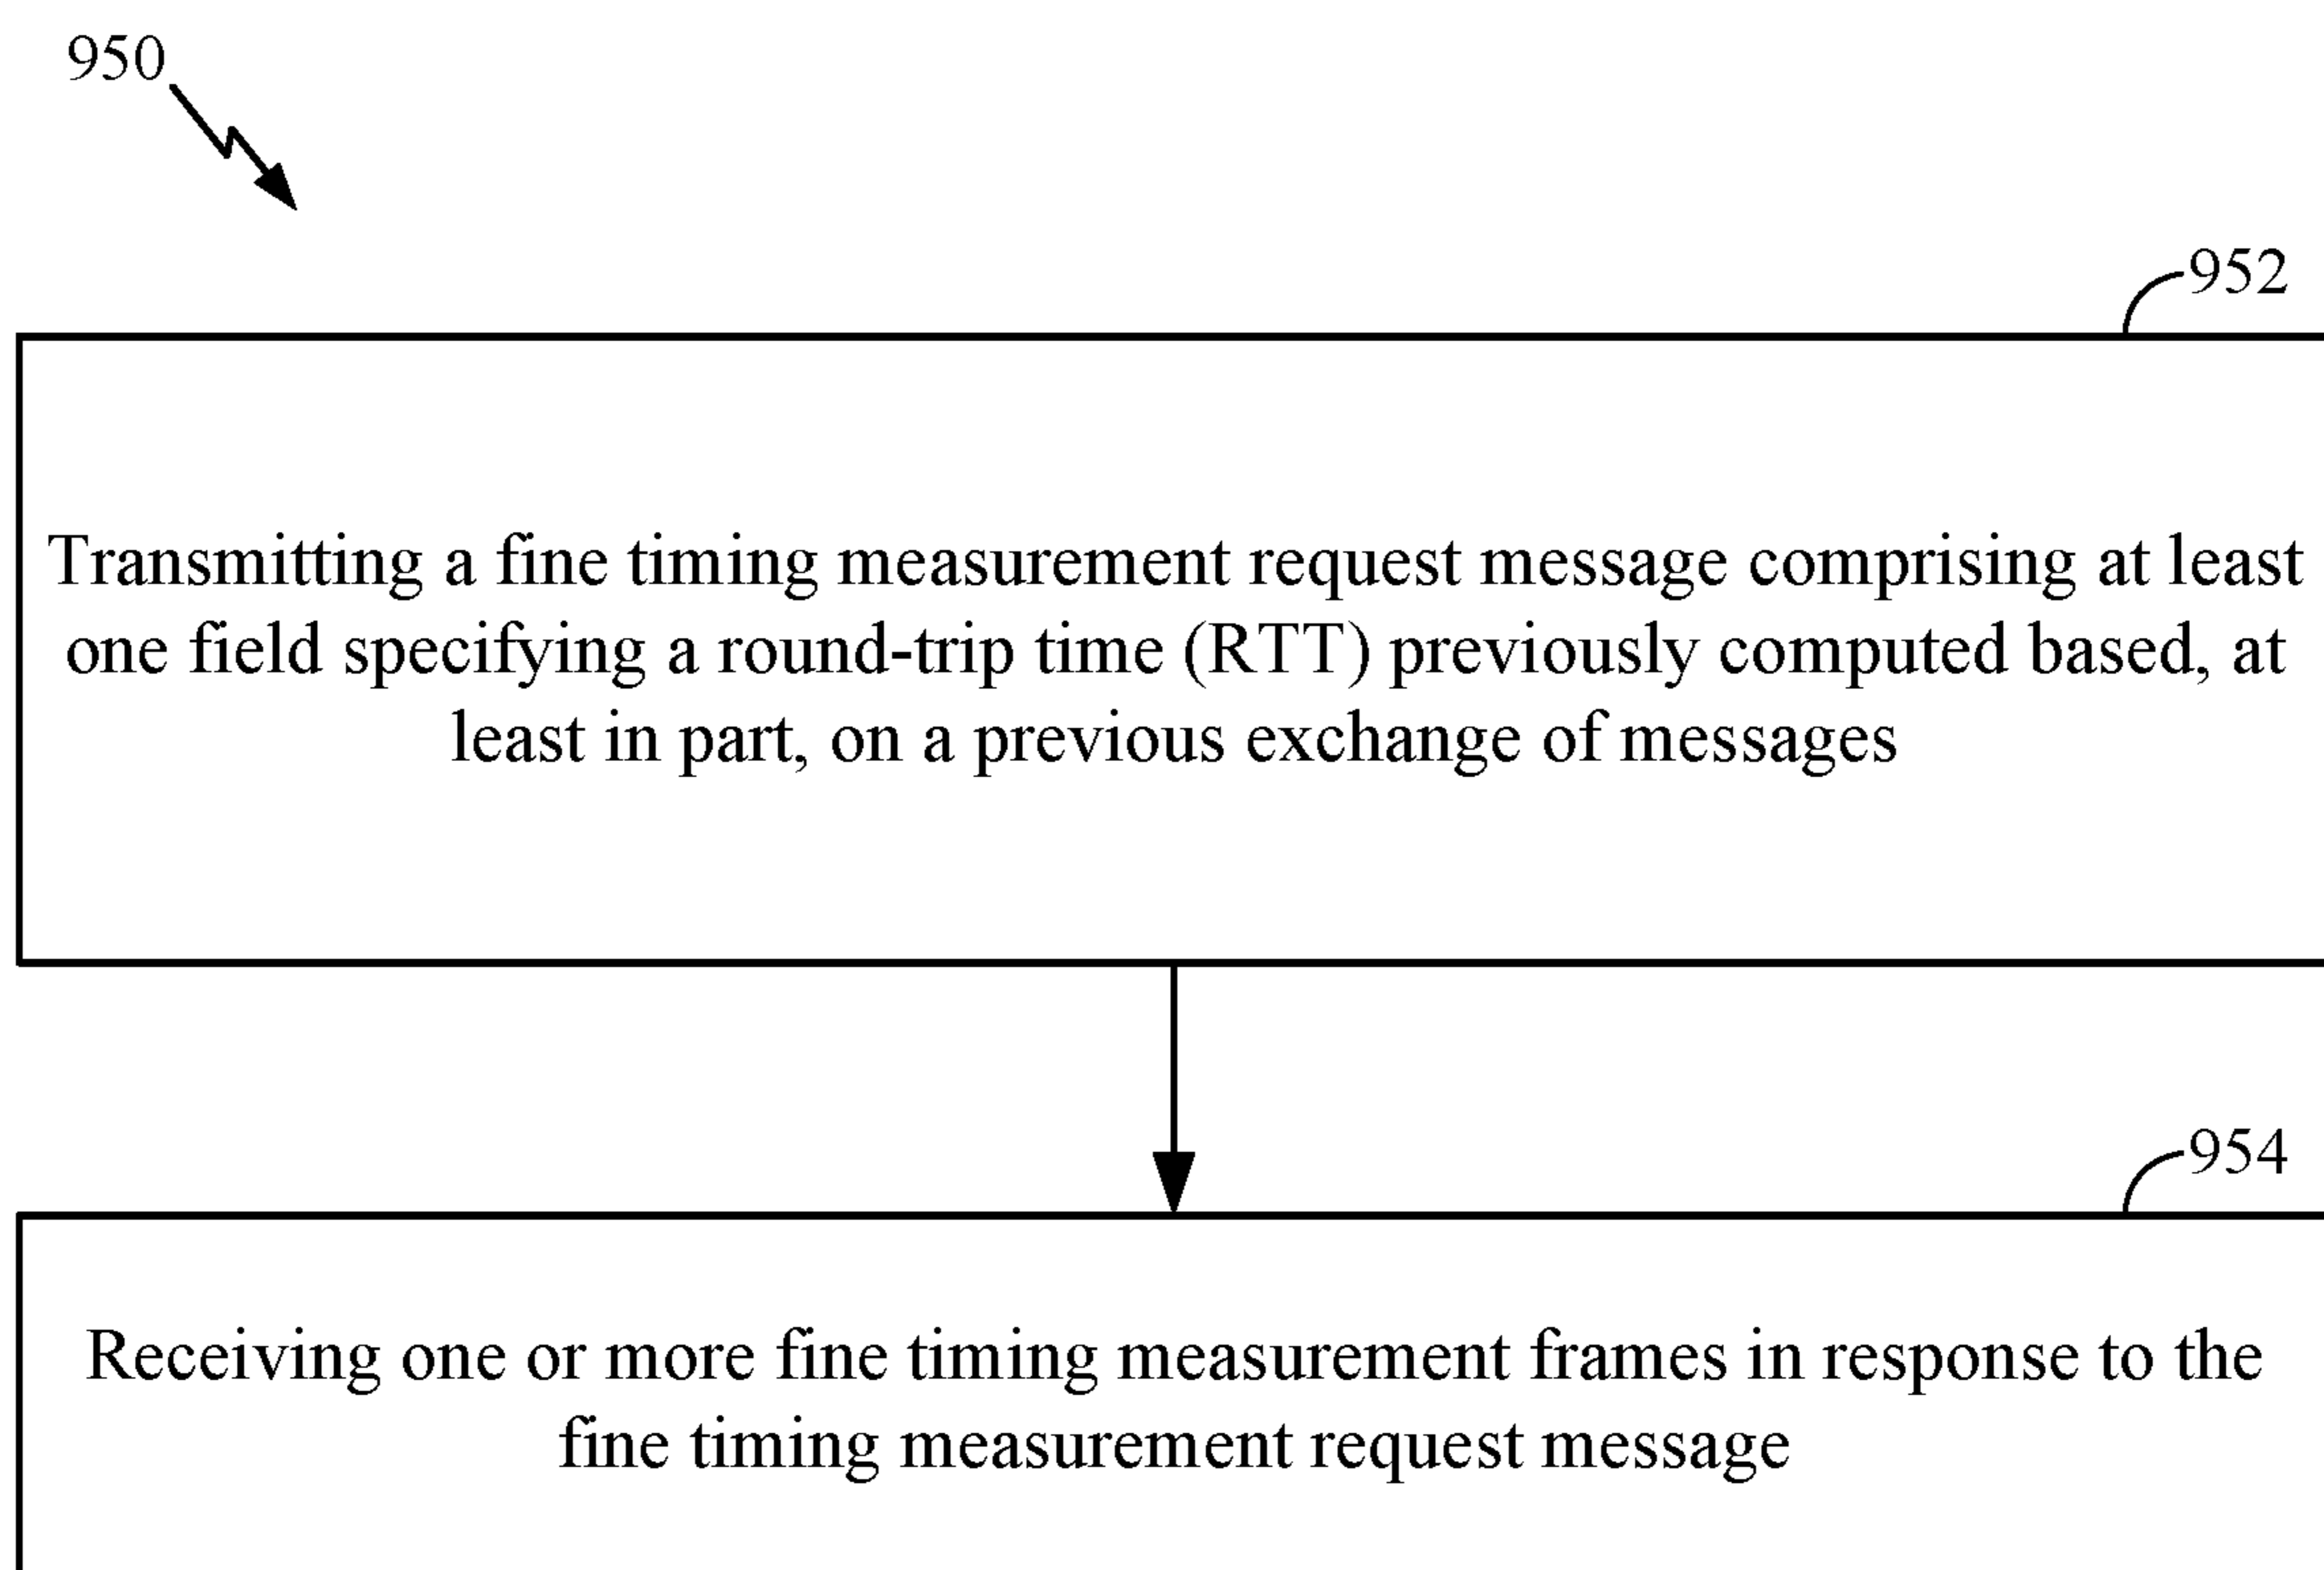 950
952
Transmitting a fine timing measurement request message comprising at least
one field specifying a round-trip time (RTT) previously computed based, at
least in part, on a previous exchange of messages
954
Receiving one or more fine timing measurement frames in response to the
fine timing measurement request message